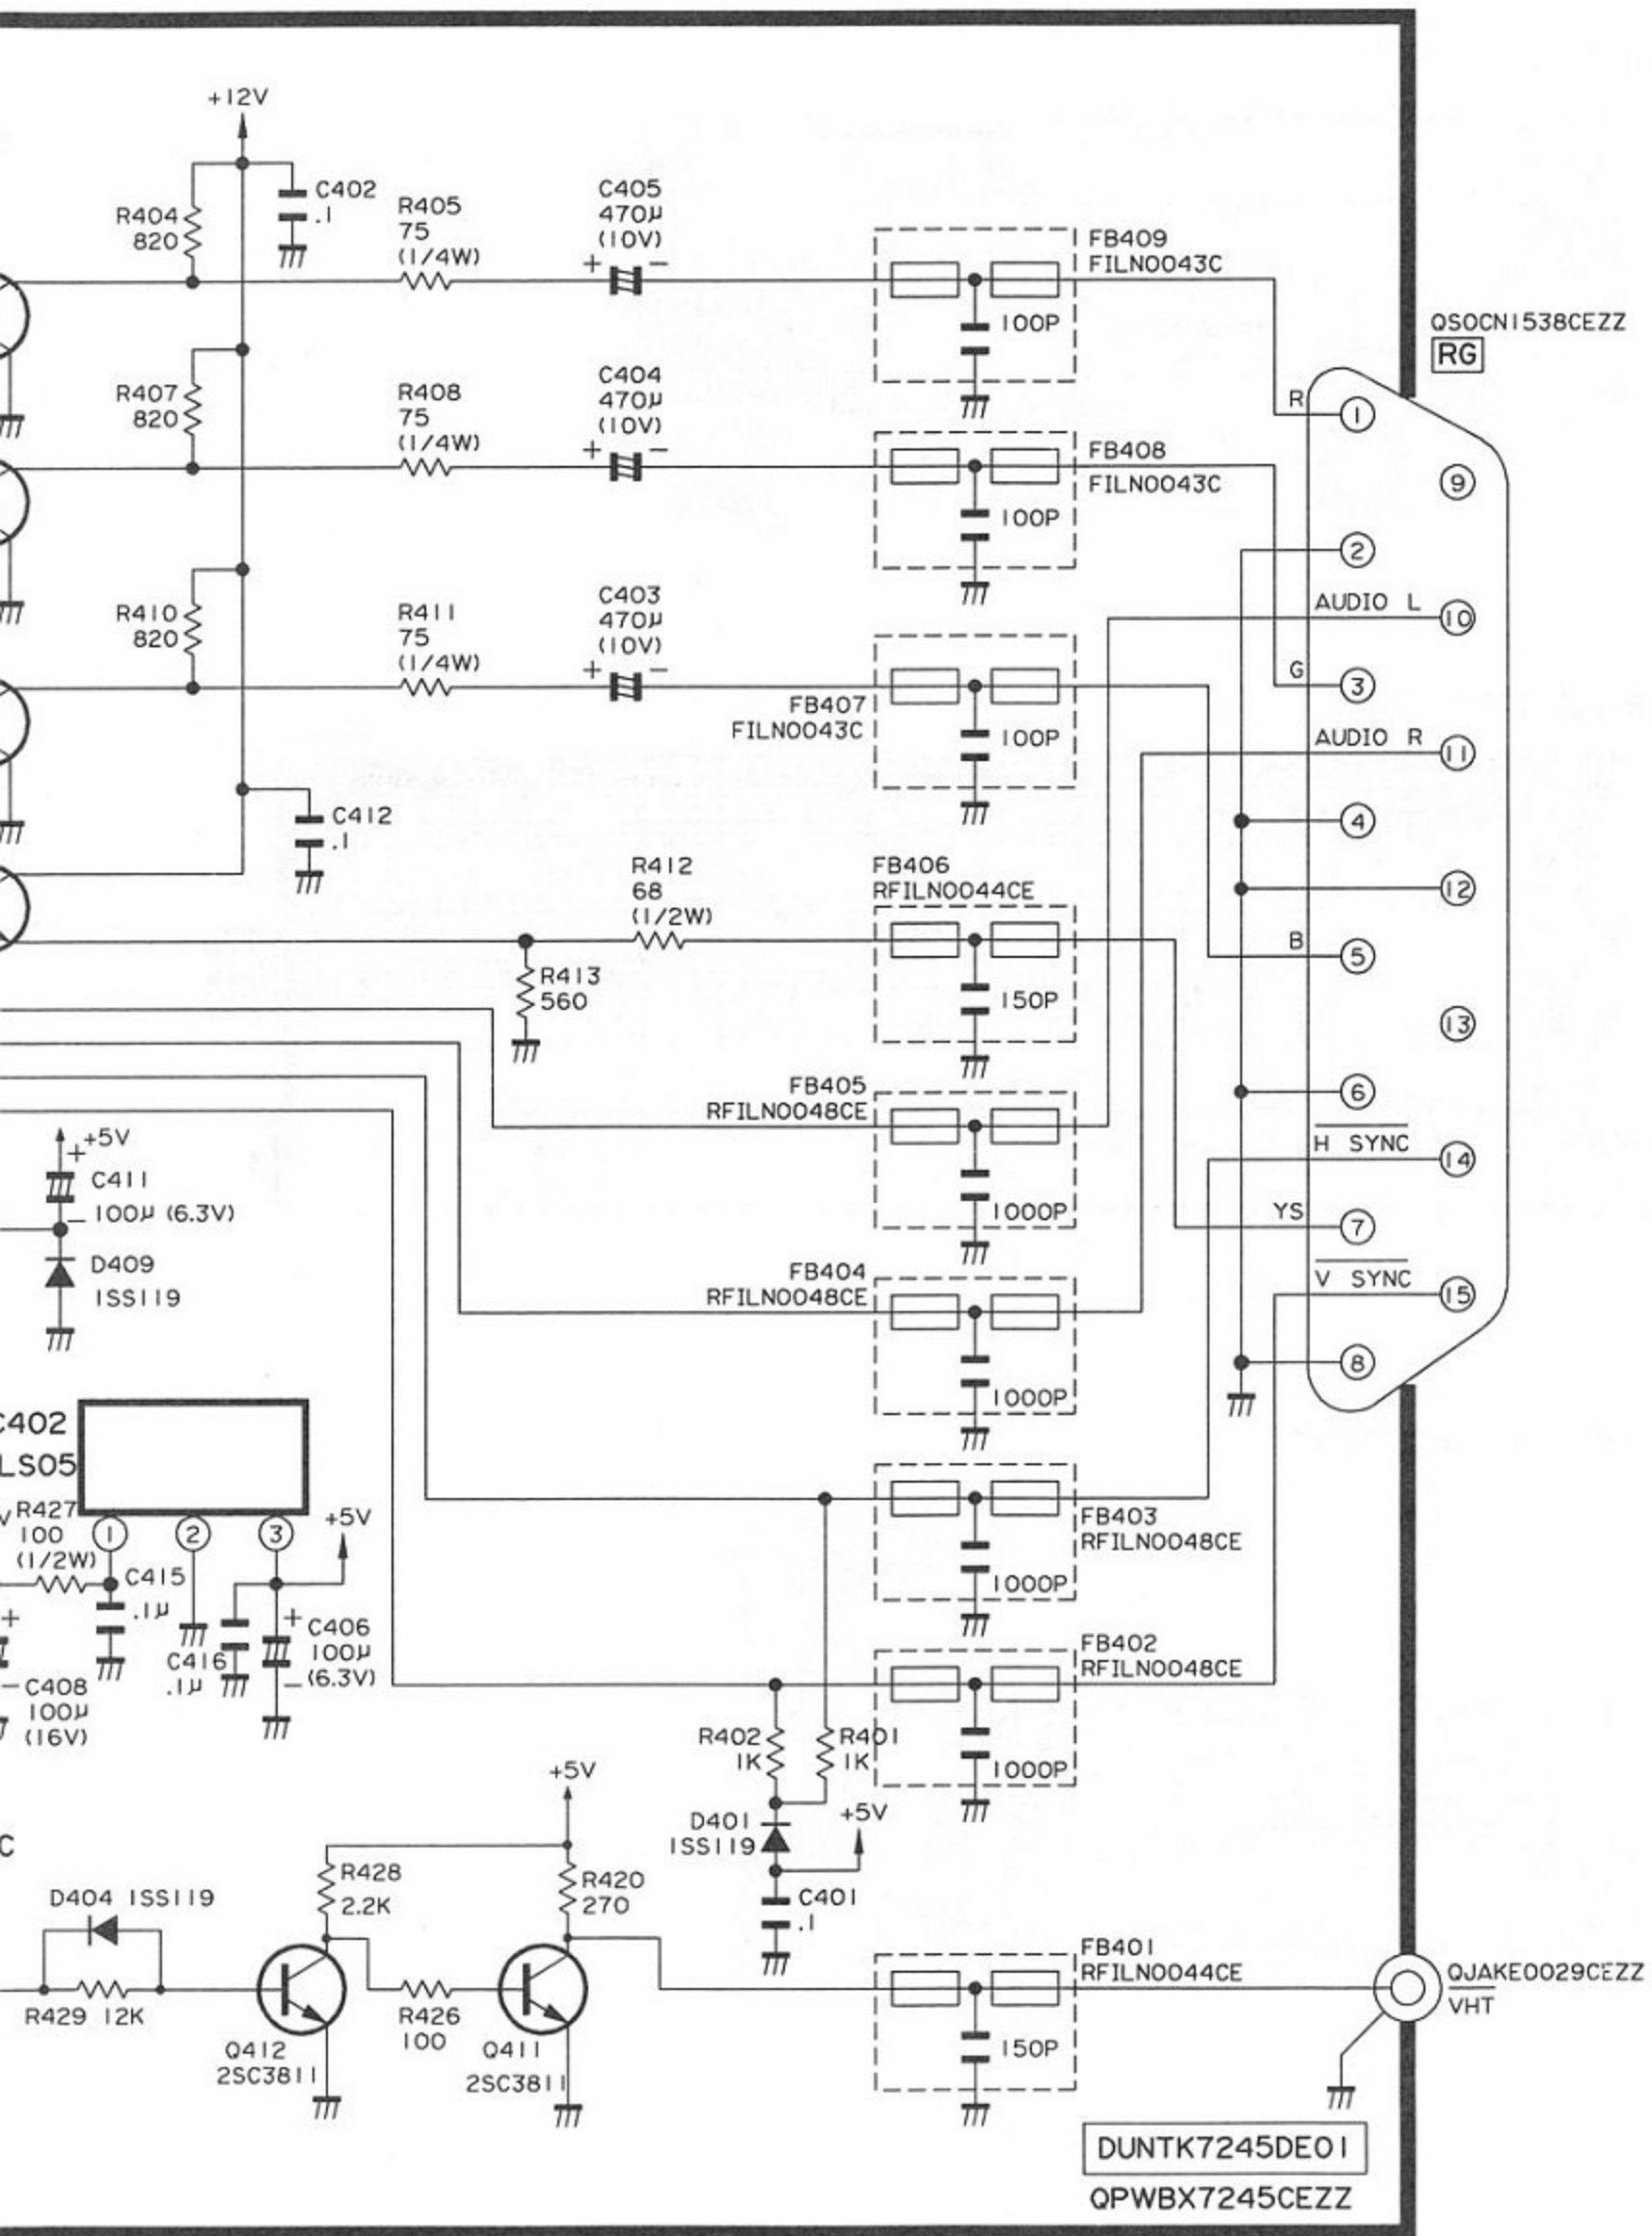 +12V
C402
.1
R404
820
R405
75
(1/4W)
C405
470μ
(10V)
+ −
FB409
FILN0043C
100P
QSOCN1538CEZZ
RG
R
1
R407
820
R408
75
(1/4W)
C404
470μ
(10V)
+ −
FB408
FILN0043C
100P
9
2
R410
820
R411
75
(1/4W)
C403
470μ
(10V)
+ −
AUDIO L
10
G
3
FB407
FILN0043C
100P
AUDIO R
11
C412
.1
4
R412
68
(1/2W)
FB406
RFILN0044CE
12
B
5
R413
560
150P
13
FB405
RFILN0048CE
6
+5V
+
C411
− 100μ (6.3V)
1000P
H SYNC
14
YS
7
D409
1SS119
FB404
RFILN0048CE
V SYNC
15
8
1000P
C402
LS05
V
R427
100
(1/2W)
1
2
3
+5V
FB403
RFILN0048CE
C415
.1μ
1000P
+
+
C406
100μ
(6.3V)
−
C416
.1μ
− C408
100μ
(16V)
FB402
RFILN0048CE
R402
1K
R401
1K
1000P
+5V
D401
1SS119
+5V
C
R428
2.2K
R420
270
C401
.1
D404 1SS119
FB401
RFILN0044CE
QJAKE0029CEZZ
VHT
R429 12K
R426
100
Q412
2SC3811
Q411
2SC3811
150P
DUNTK7245DE01
QPWBX7245CEZZ